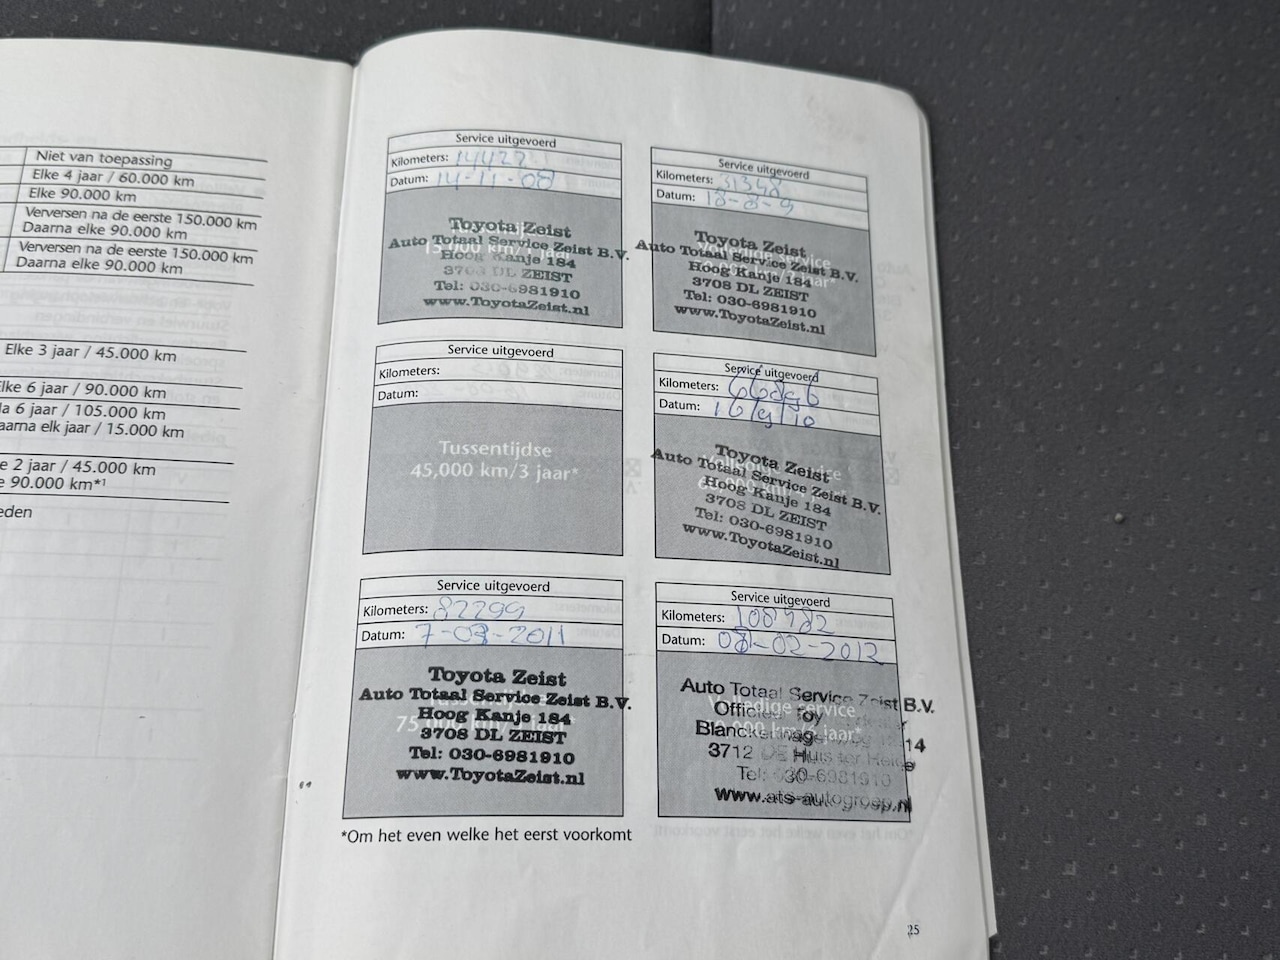 Niet van toepassing
Elke 4 jaar / 60.000 km
Elke 90.000 km
Verversen na de eerste 150.000 km
Daarna elke 90.000 km
Verversen na de eerste 150.000 km
Daarna elke 90.000 km
Elke 3 jaar / 45.000 km
lke 6 jaar / 90.000 km
a 6 jaar / 105.000 km
aarna elk jaar / 15.000 km
e 2 jaar / 45.000 km
e 90.000 km*1
eden
Service uitgevoerd
Kilometers: 14427
Datum: 14-11-08
Toyota Zeist
Auto Totaal Service Zeist B.V.
Hoog Kanje 184
3708 DL ZEIST
Tel: 030-6981910
www.ToyotaZeist.nl
Service uitgevoerd
Kilometers: 31348
Datum: 18-8-9
Toyota Zeist
Auto Totaal Service Zeist B.V.
Hoog Kanje 184
3708 DL ZEIST
Tel: 030-6981910
www.ToyotaZeist.nl
Service uitgevoerd
Kilometers:
Datum:
Tussentijdse
45,000 km/3 jaar*
Service uitgevoerd
Kilometers:
Datum:
Toyota Zeist
Auto Totaal Service Zeist B.V.
Hoog Kanje 184
3708 DL ZEIST
Tel: 030-6981910
www.ToyotaZeist.nl
Service uitgevoerd
Kilometers: 82299
Datum: 7-03-2011
Toyota Zeist
Auto Totaal Service Zeist B.V.
Hoog Kanje 184
3708 DL ZEIST
Tel: 030-6981910
www.ToyotaZeist.nl
Service uitgevoerd
Kilometers: 108982
Datum: 08-02-2012
Auto Totaal Service Zeist B.V.
3712
Tel: 030-6981910
www.ats-autogroep.nl
*Om het even welke het eerst voorkomt
25